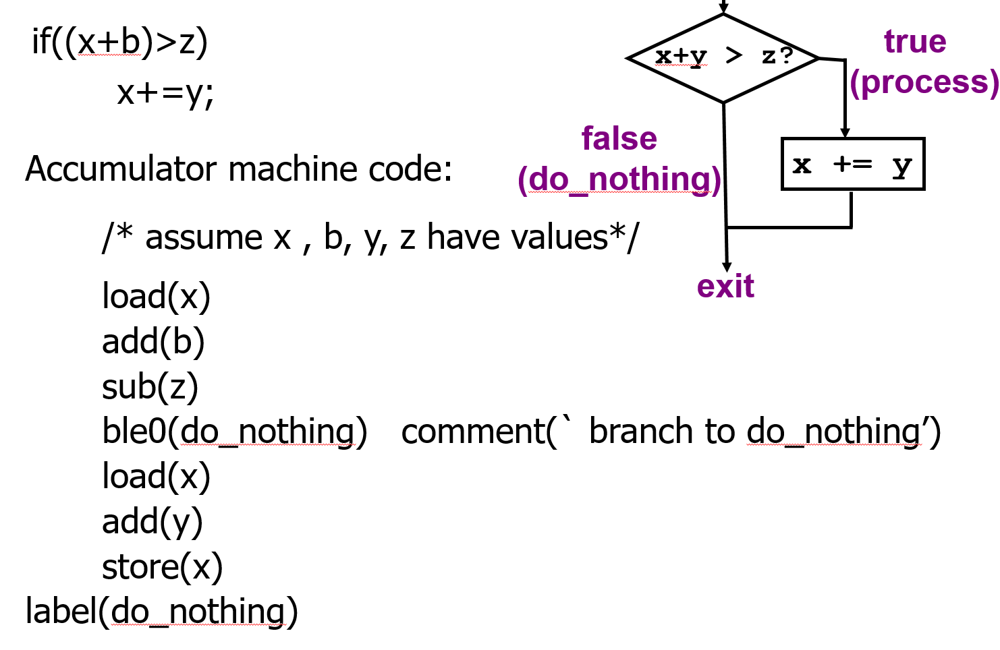 if((x+b)>z)
x+=y;
Accumulator machine code:
/* assume x , b, y, z have values*/
load(x)
add(b)
sub(z)
ble0(do_nothing) comment(` branch to do_nothing’)
load(x)
add(y)
store(x)
label(do_nothing)
x+y > z?
true
(process)
false
(do_nothing)
x += y
exit